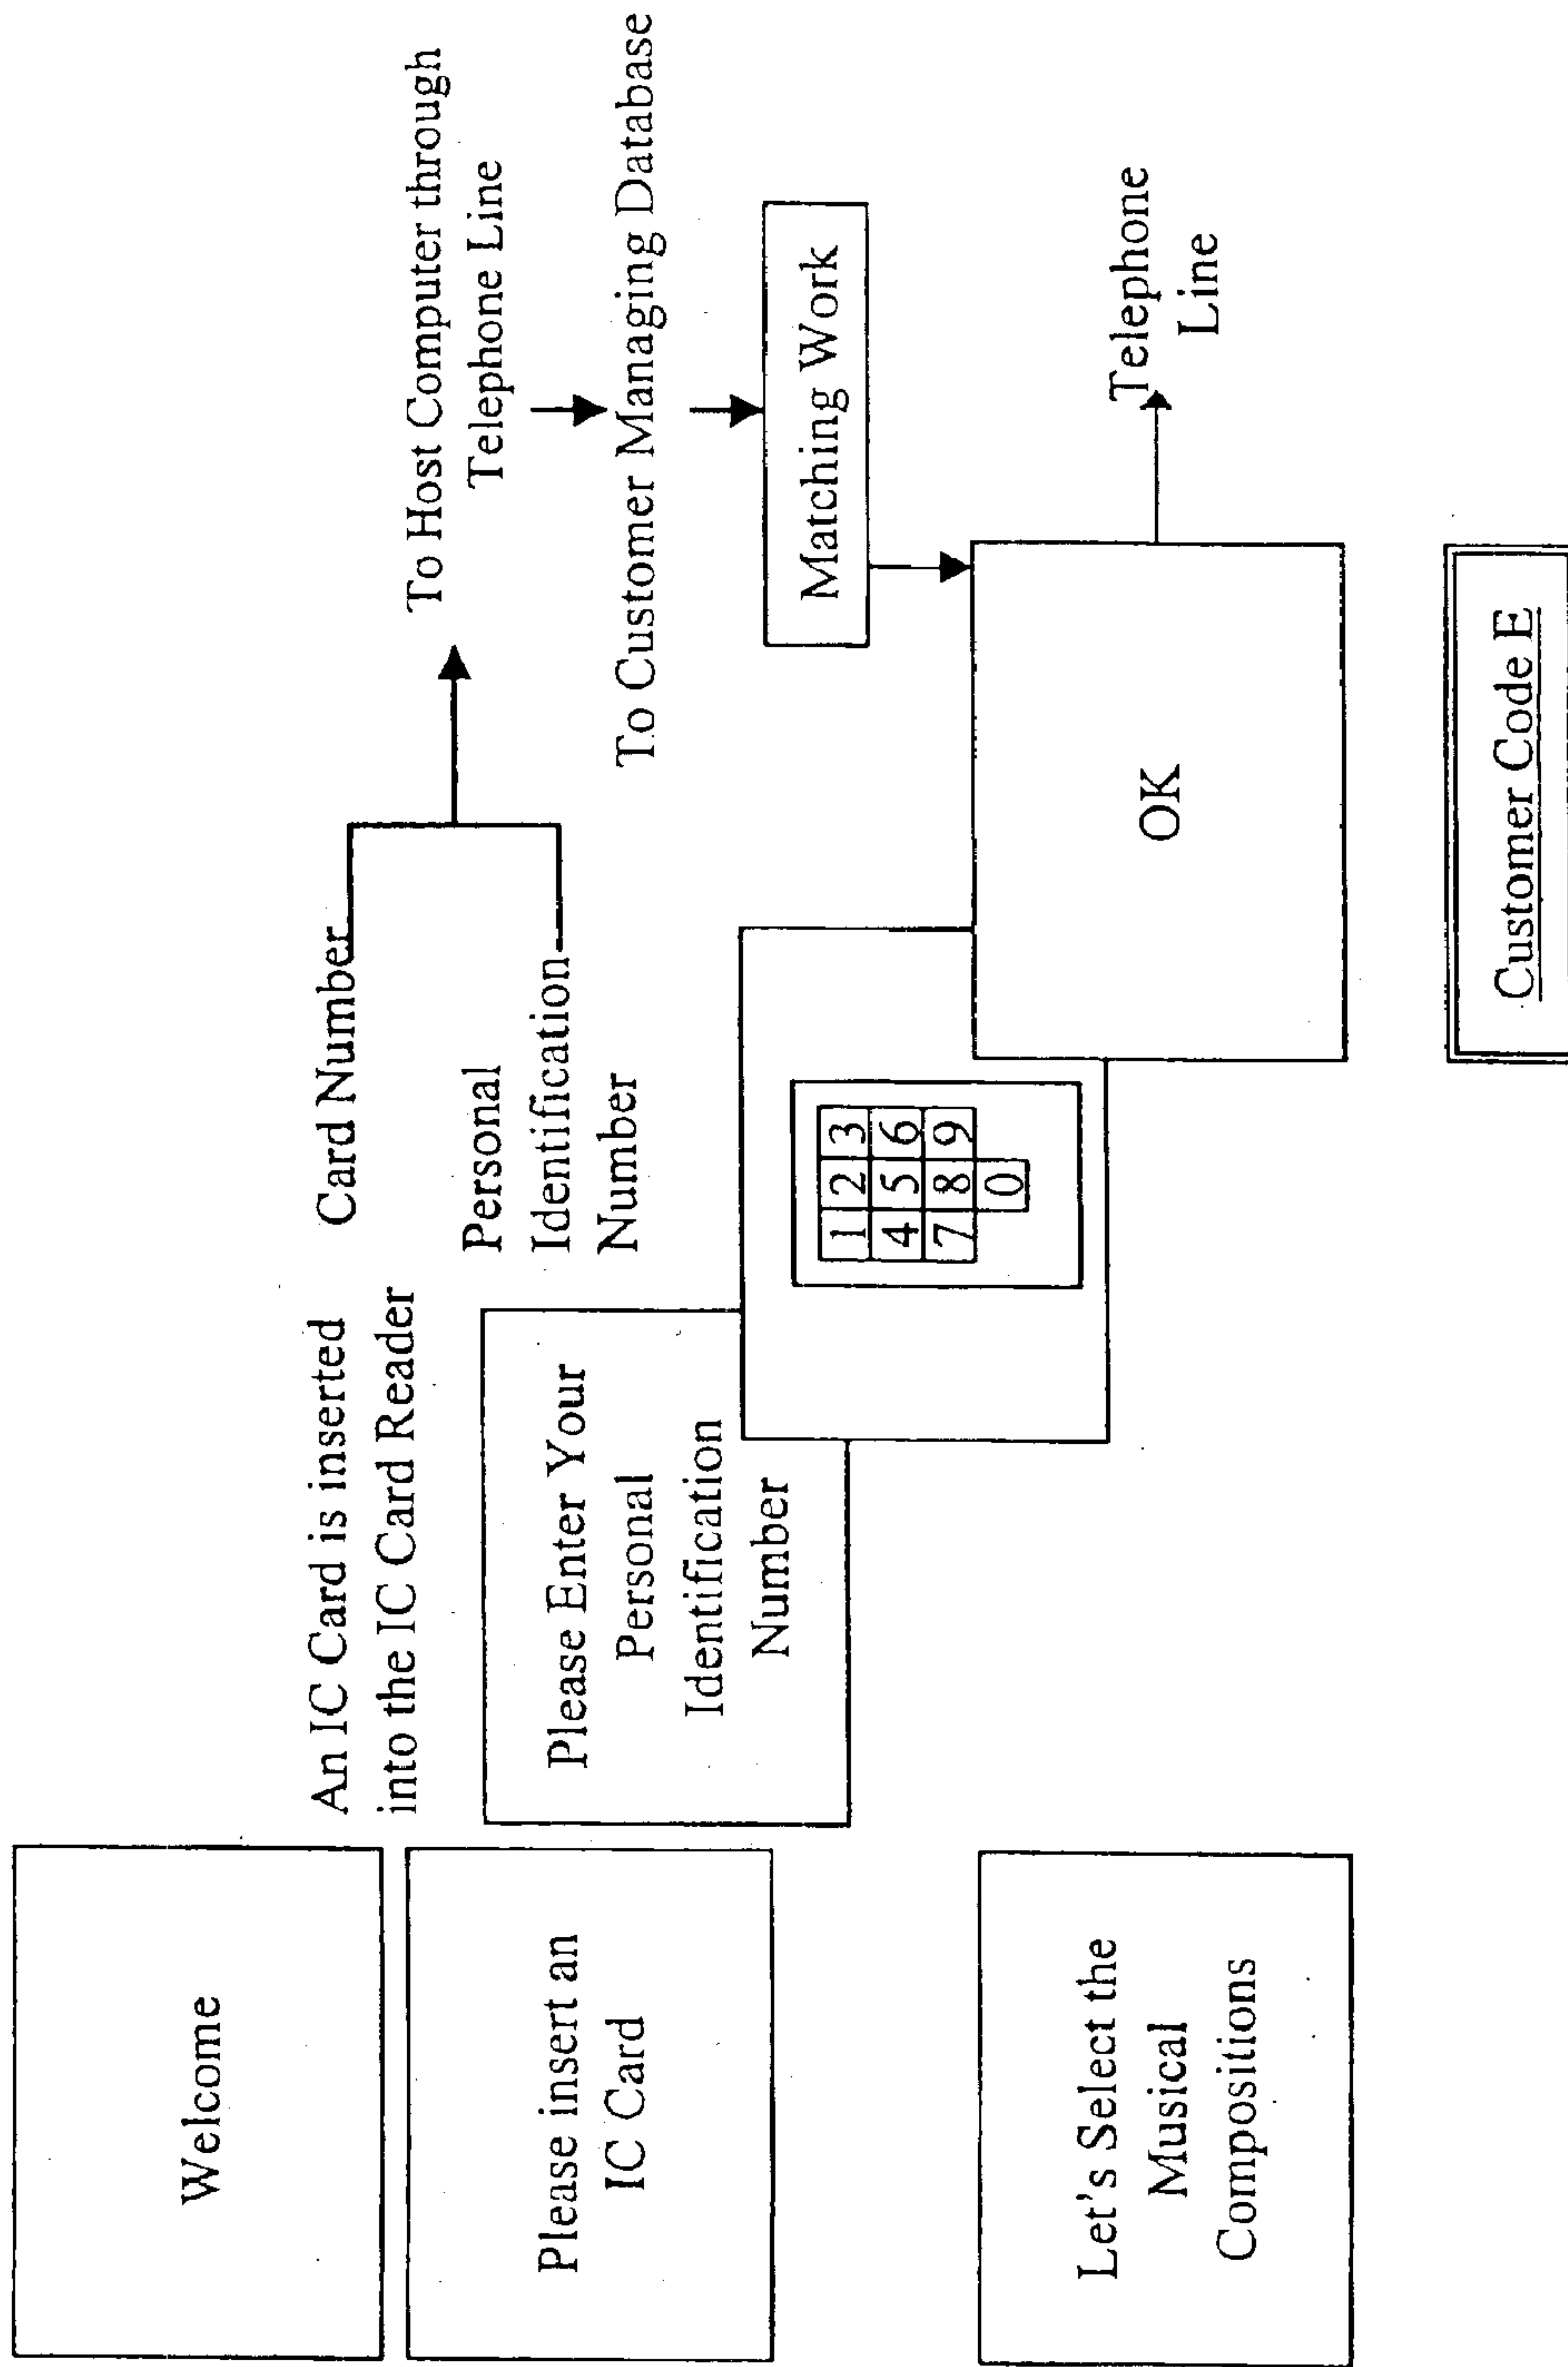 Welcome
Please insert an
IC Card
An IC Card is inserted
into the IC Card Reader
Please Enter Your
Personal
Identification
Number
Card Number
Personal
Identification
Number
1 2 3
4 5 6
7 8 9
0
To Host Computer through
Telephone Line
To Customer Managing Database
Matching Work
OK
Telephone
Line
Let's Select the
Musical
Compositions
Customer Code E